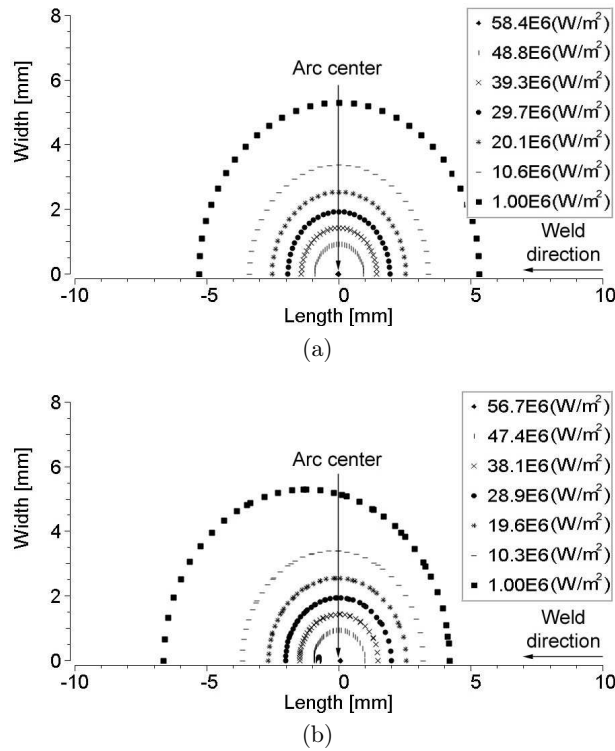 8
6
4
2
0
Width [mm]
Arc center
58.4E6(W/m²)
48.8E6(W/m²)
39.3E6(W/m²)
29.7E6(W/m²)
20.1E6(W/m²)
10.6E6(W/m²)
1.00E6(W/m²)
Weld
direction
-10 -5 0 5 10
Length [mm]
(a)
8
6
4
2
0
Width [mm]
Arc center
56.7E6(W/m²)
47.4E6(W/m²)
38.1E6(W/m²)
28.9E6(W/m²)
19.6E6(W/m²)
10.3E6(W/m²)
1.00E6(W/m²)
Weld
direction
-10 -5 0 5 10
Length [mm]
(b)